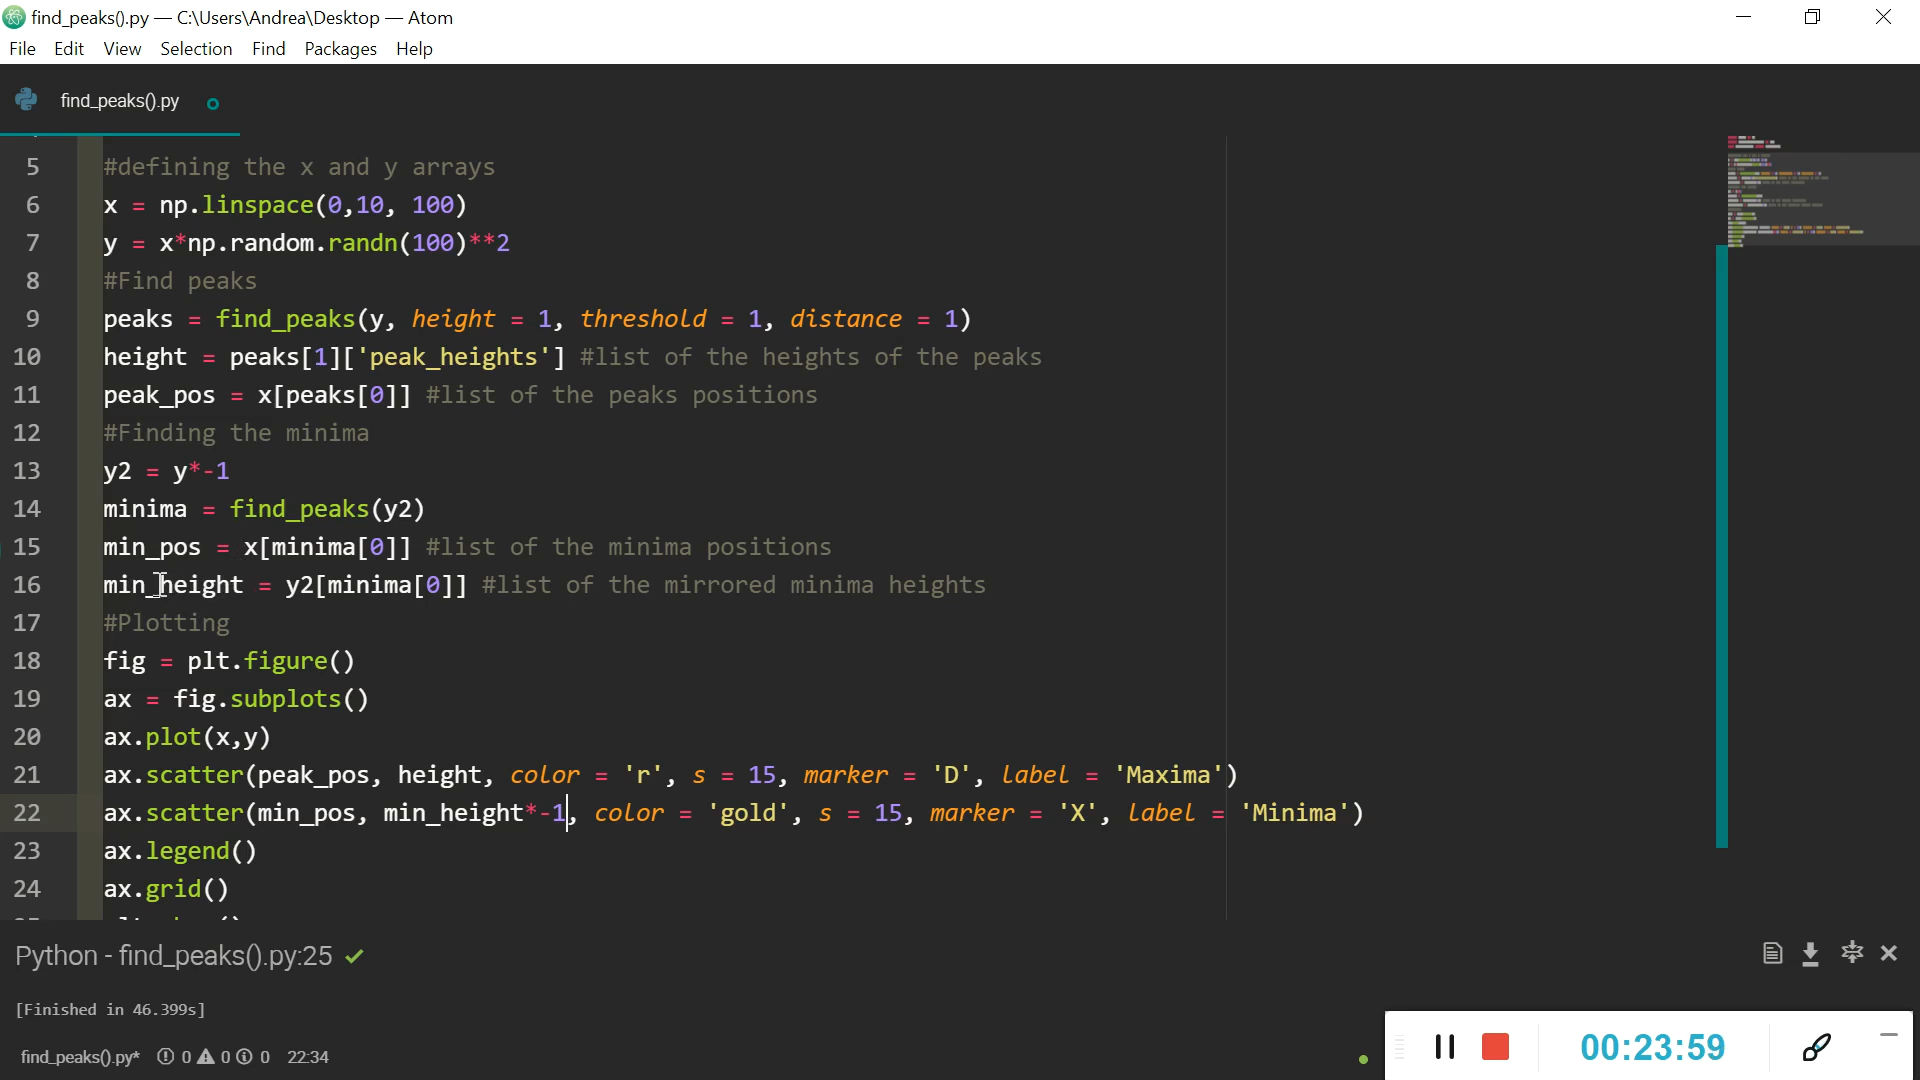 find_peaks().py — C:\Users\Andrea\Desktop — Atom
File Edit View Selection Find Packages Help
find_peaks().py
5 #defining the x and y arrays
6 x = np.linspace(0,10, 100)
7 y = x*np.random.randn(100)**2
8 #Find peaks
9 peaks = find_peaks(y, height = 1, threshold = 1, distance = 1)
10 height = peaks[1]['peak_heights'] #list of the heights of the peaks
11 peak_pos = x[peaks[0]] #list of the peaks positions
12 #Finding the minima
13 y2 = y*-1
14 minima = find_peaks(y2)
15 min_pos = x[minima[0]] #list of the minima positions
16 min_height = y2[minima[0]] #list of the mirrored minima heights
17 #Plotting
18 fig = plt.figure()
19 ax = fig.subplots()
20 ax.plot(x,y)
21 ax.scatter(peak_pos, height, color = 'r', s = 15, marker = 'D', label = 'Maxima')
22 ax.scatter(min_pos, min_height*-1, color = 'gold', s = 15, marker = 'X', label = 'Minima')
23 ax.legend()
24 ax.grid()
Python - find_peaks().py:25
[Finished in 46.399s]
find_peaks().py* 0 0 0 22:34
00:23:59